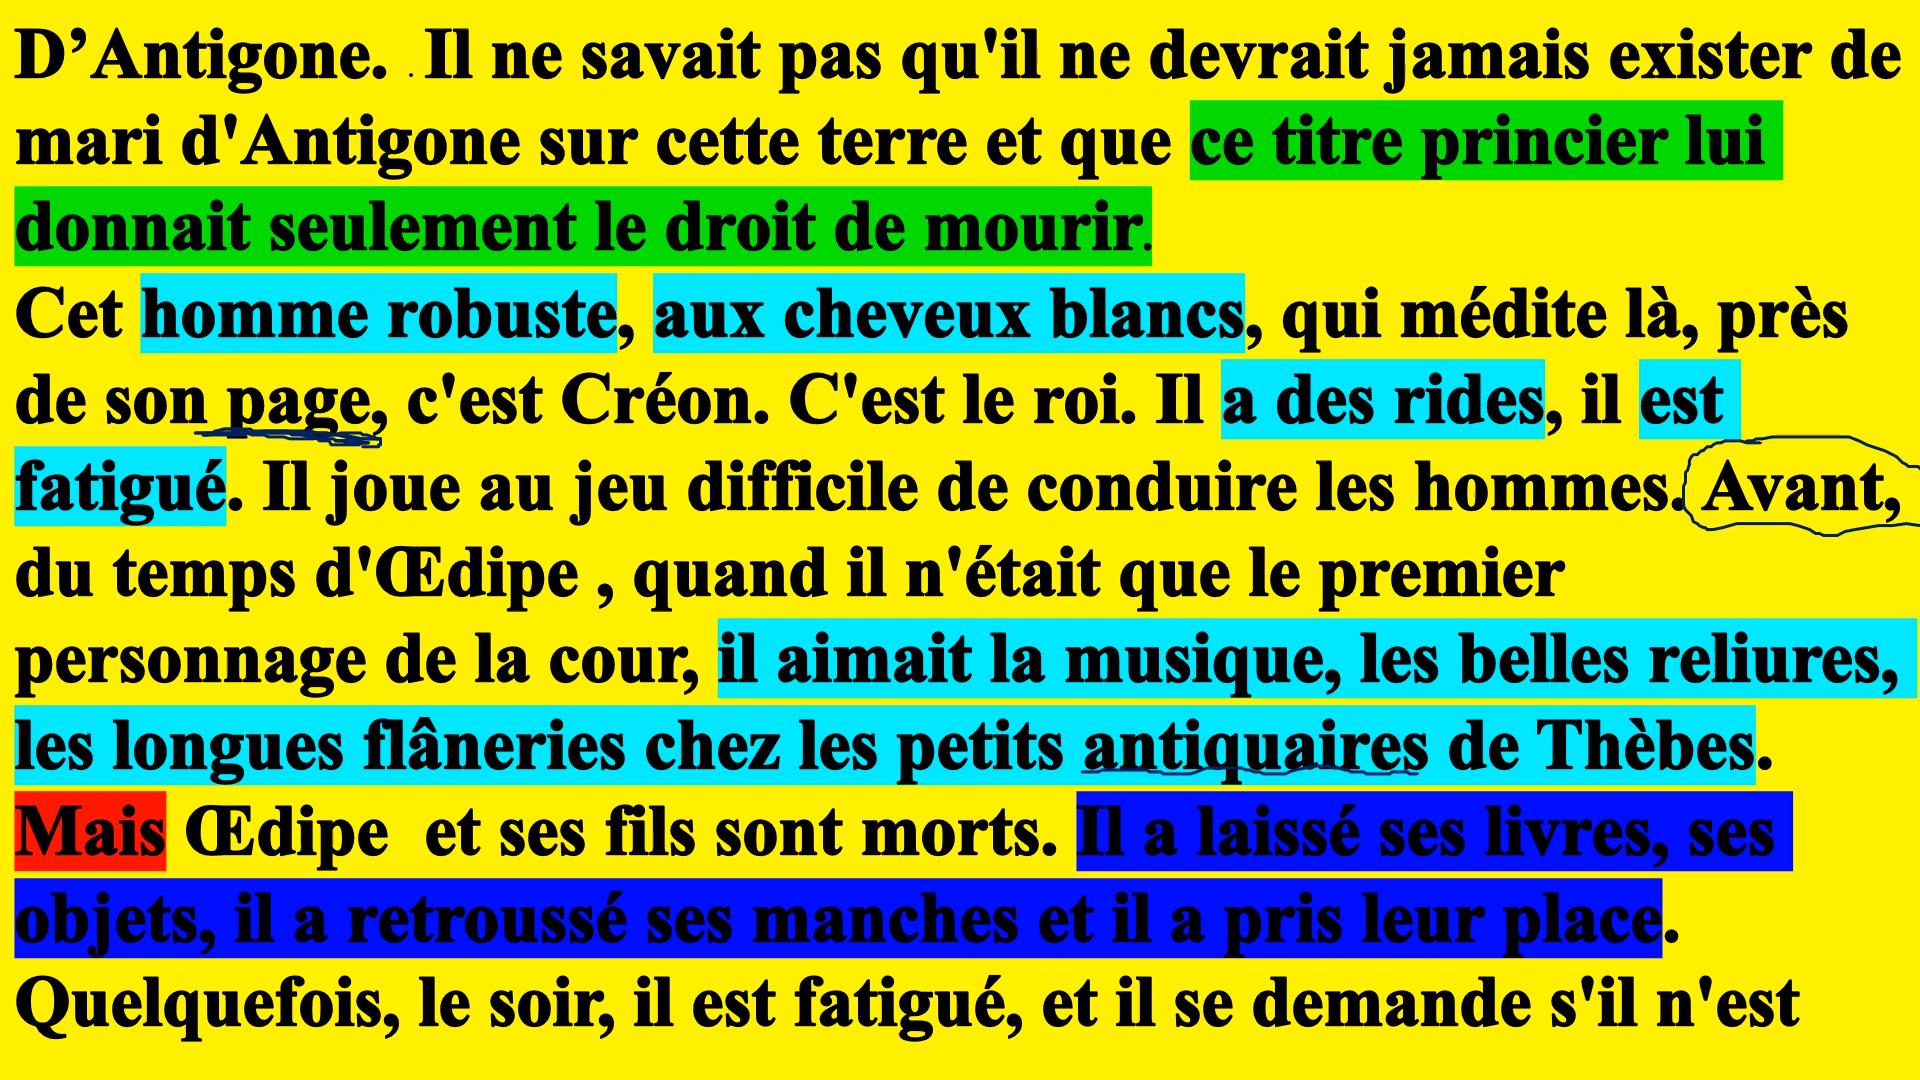 D’Antigone. . Il ne savait pas qu'il ne devrait jamais exister de
mari d'Antigone sur cette terre et que ce titre princier lui
donnait seulement le droit de mourir.
Cet homme robuste, aux cheveux blancs, qui médite là, près
de son page, c'est Créon. C'est le roi. Il a des rides, il est
fatigué. Il joue au jeu difficile de conduire les hommes. Avant,
du temps d'Œdipe , quand il n'était que le premier
personnage de la cour, il aimait la musique, les belles reliures,
les longues flâneries chez les petits antiquaires de Thèbes.
Mais Œdipe  et ses fils sont morts. Il a laissé ses livres, ses
objets, il a retroussé ses manches et il a pris leur place.
Quelquefois, le soir, il est fatigué, et il se demande s'il n'est